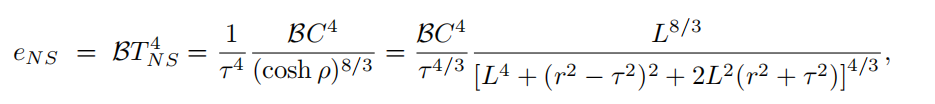 $e_{NS} = \mathcal{B}T_{NS}^4 = \frac{1}{\tau^4} \frac{\mathcal{B}C^4}{(\cosh \rho)^{8/3}} = \frac{\mathcal{B}C^4}{\tau^{4/3}} \frac{L^{8/3}}{[L^4 + (r^2 - \tau^2)^2 + 2L^2(r^2 + \tau^2)]^{4/3}},$